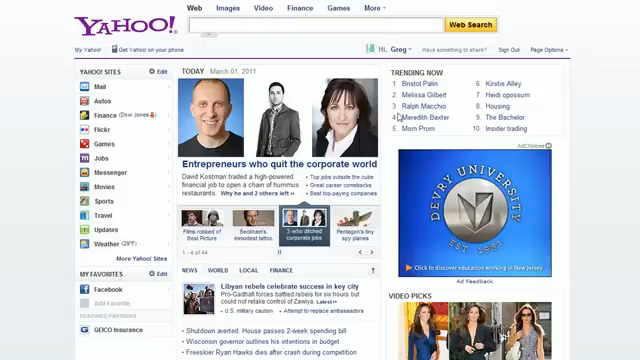 Web Images Video Finance Games More
YAHOO!
Web Search
My Yahoo! Get Yahoo! on your phone
Hi, Greg Have something to share? Sign Out Page Options
YAHOO! SITES Edit
Mail
Autos
Finance (Dow Jones)
Flickr
Games
Jobs
Messenger
Movies
Sports
Travel
Updates
Weather (29°F)
More Yahoo! Sites
MY FAVORITES Edit
Facebook
Add Favorite
FEATURED PARTNERS
GEICO Insurance
TODAY - March 01, 2011
Entrepreneurs who quit the corporate world
David Kornstan traded a high-powered
financial job to open a chain of hummus
restaurants. Why he and 2 others left
Top jobs outside the cube
Great career comebacks
Best top-paying companies
Films robbed of
Best Picture
Beckham's
immodest tattoo
3 who ditched
corporate jobs
Pentagon's tiny
spy planes
1 - 4 of 44
NEWS WORLD LOCAL FINANCE
Libyan rebels celebrate success in key city
Pro-Gadhafi forces battled rebels for six hours but
could not retake control of Zawiya. Latest
U.S. military caution
Attempt to replace ambassadors
Shutdown averted: House passes 2-week spending bill
Wisconsin governor outlines his intentions in budget
Freeskier Ryan Hawks dies after crash during competition
TRENDING NOW
1. Bristol Palin
2. Melissa Gilbert
3. Ralph Macchio
4. Meredith Baxter
5. Mom Prom
6. Kirstie Alley
7. Heidi opossum
8. Housing
9. The Bachelor
10. Insider trading
AdChoices
DEVRY UNIVERSITY
EST. 1931
Click to discover education working in New Jersey
Ad Feedback
VIDEO PICKS